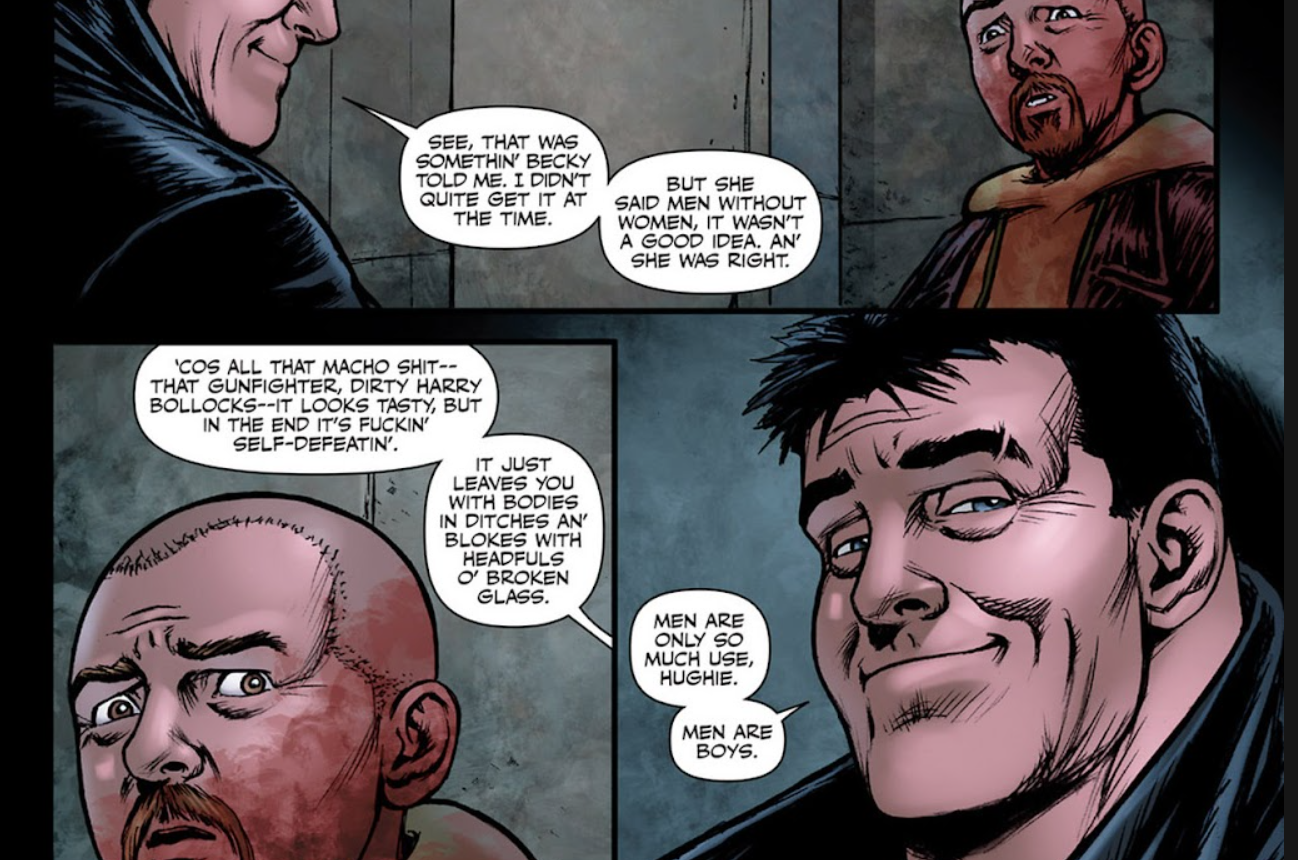 SEE, THAT WAS
SOMETHIN' BECKY
TOLD ME. I DIDN'T
QUITE GET IT AT
THE TIME.
BUT SHE
SAID MEN WITHOUT
WOMEN, IT WASN'T
A GOOD IDEA. AN'
SHE WAS RIGHT.
'COS ALL THAT MACHO SHIT--
THAT GUNFIGHTER, DIRTY HARRY
BOLLOCKS--IT LOOKS TASTY, BUT
IN THE END IT'S FUCKIN'
SELF-DEFEATIN'.
IT JUST
LEAVES YOU
WITH BODIES
IN DITCHES AN'
BLOKES WITH
HEADFULS
O' BROKEN
GLASS.
MEN ARE
ONLY SO
MUCH USE,
HUGHIE.
MEN ARE
BOYS.